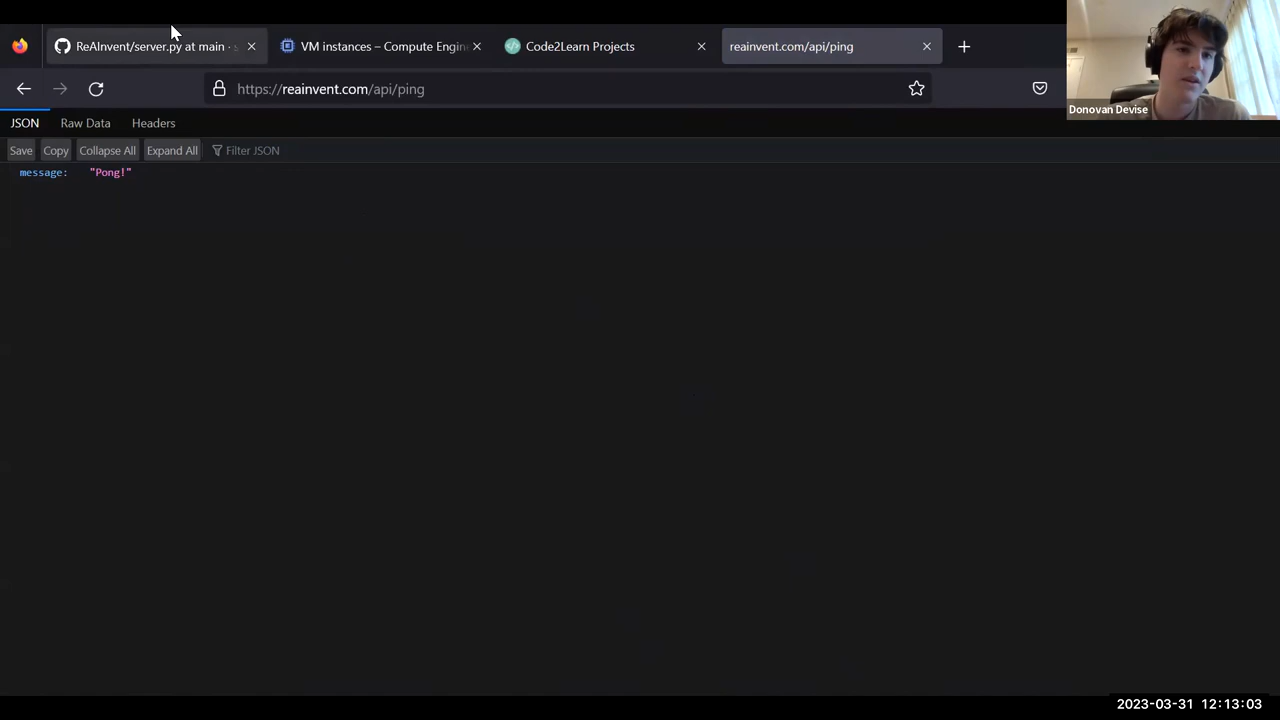 ReAInvent/server.py at main ·
VM instances – Compute Engin
Code2Learn Projects
reainvent.com/api/ping
https://reainvent.com/api/ping
Donovan Devise
JSON
Raw Data
Headers
Save
Copy
Collapse All
Expand All
Filter JSON
message: "Pong!"
2023-03-31 12:13:03